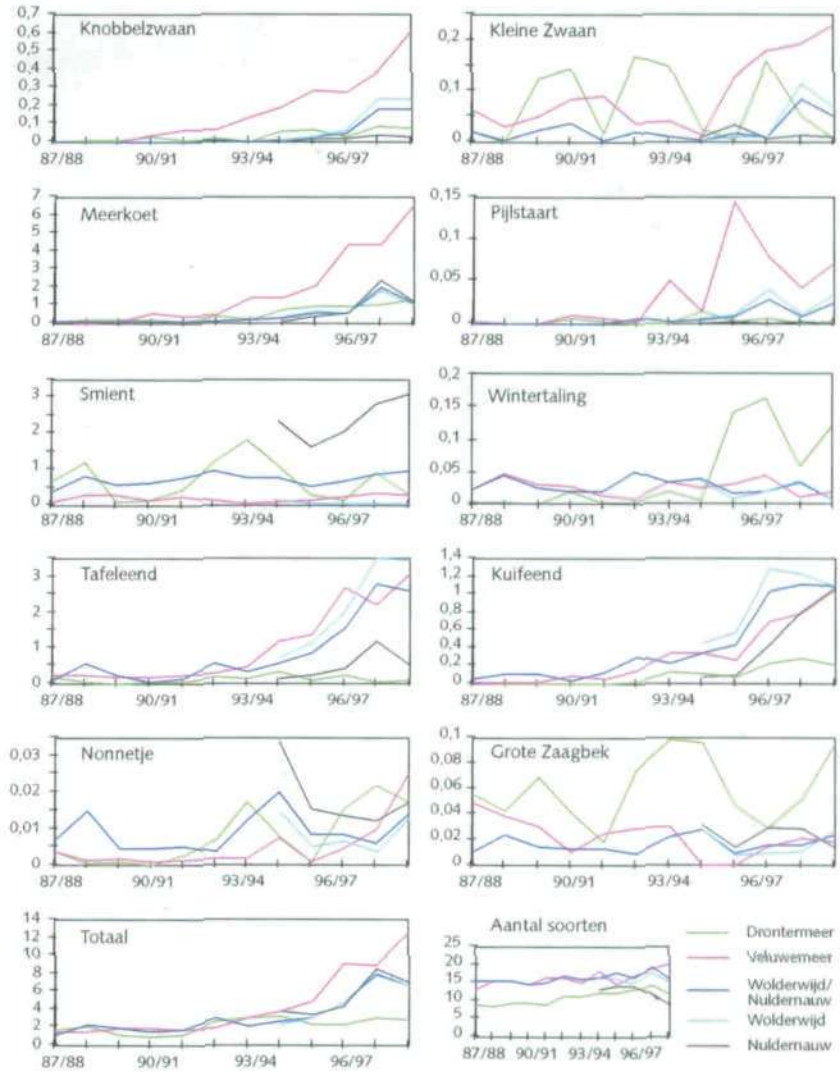 Knobbelzwaan
0,7
0,6
0,5
0,4
0,3
0,2
0,1
0
87/88 90/91 93/94 96/97
Kleine Zwaan
0,2
0,1
0
87/88 90/91 93/94 96/97
Meerkoet
7
6
5
4
3
2
1
0
87/88 90/91 93/94 96/97
Pijlstaart
0,15
0,1
0,05
0
87/88 90/91 93/94 96/97
Smient
3
2
1
0
87/88 90/91 93/94 96/97
Wintertaling
0,2
0,15
0,1
0,05
0
87/88 90/91 93/94 96/97
Tafeleend
3
2
1
0
87/88 90/91 93/94 96/97
Kuifeend
1,4
1,2
1,0
0,8
0,6
0,4
0,2
0
87/88 90/91 93/94 96/97
Nonnetje
0,03
0,02
0,01
0
87/88 90/91 93/94 96/97
Grote Zaagbek
0,1
0,08
0,06
0,04
0,02
0
87/88 90/91 93/94 96/97
Totaal
14
12
10
8
6
4
2
0
87/88 90/91 93/94 96/97
Aantal soorten
25
20
15
10
5
0
87/88 90/91 93/94 96/97
Drontermeer
Veluwemeer
Wolderwijd/
Nuldernauw
Wolderwijd
Nuldernauw